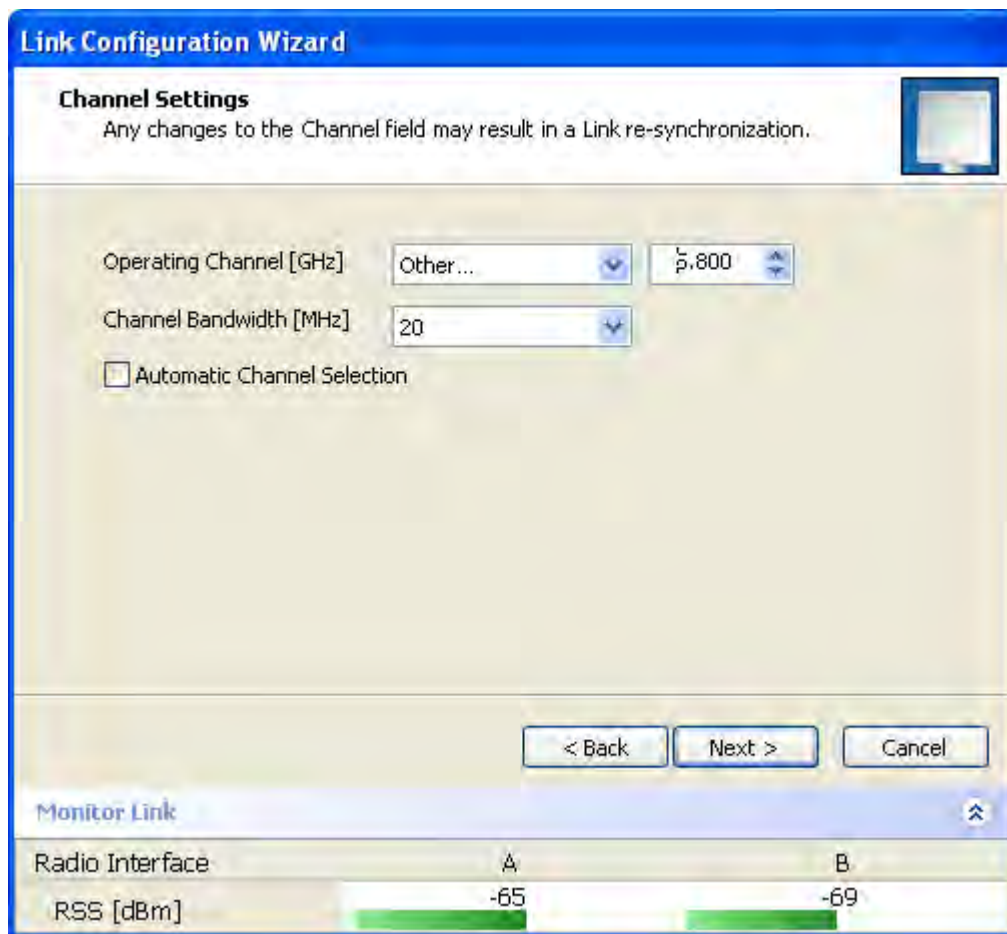 Link Configuration Wizard
Channel Settings
Any changes to the Channel field may result in a Link re-synchronization.
Operating Channel [GHz] Other... 5.800
Channel Bandwidth [MHz] 20
Automatic Channel Selection
< Back Next > Cancel
Monitor Link
Radio Interface A B
RSS [dBm] -65 -69